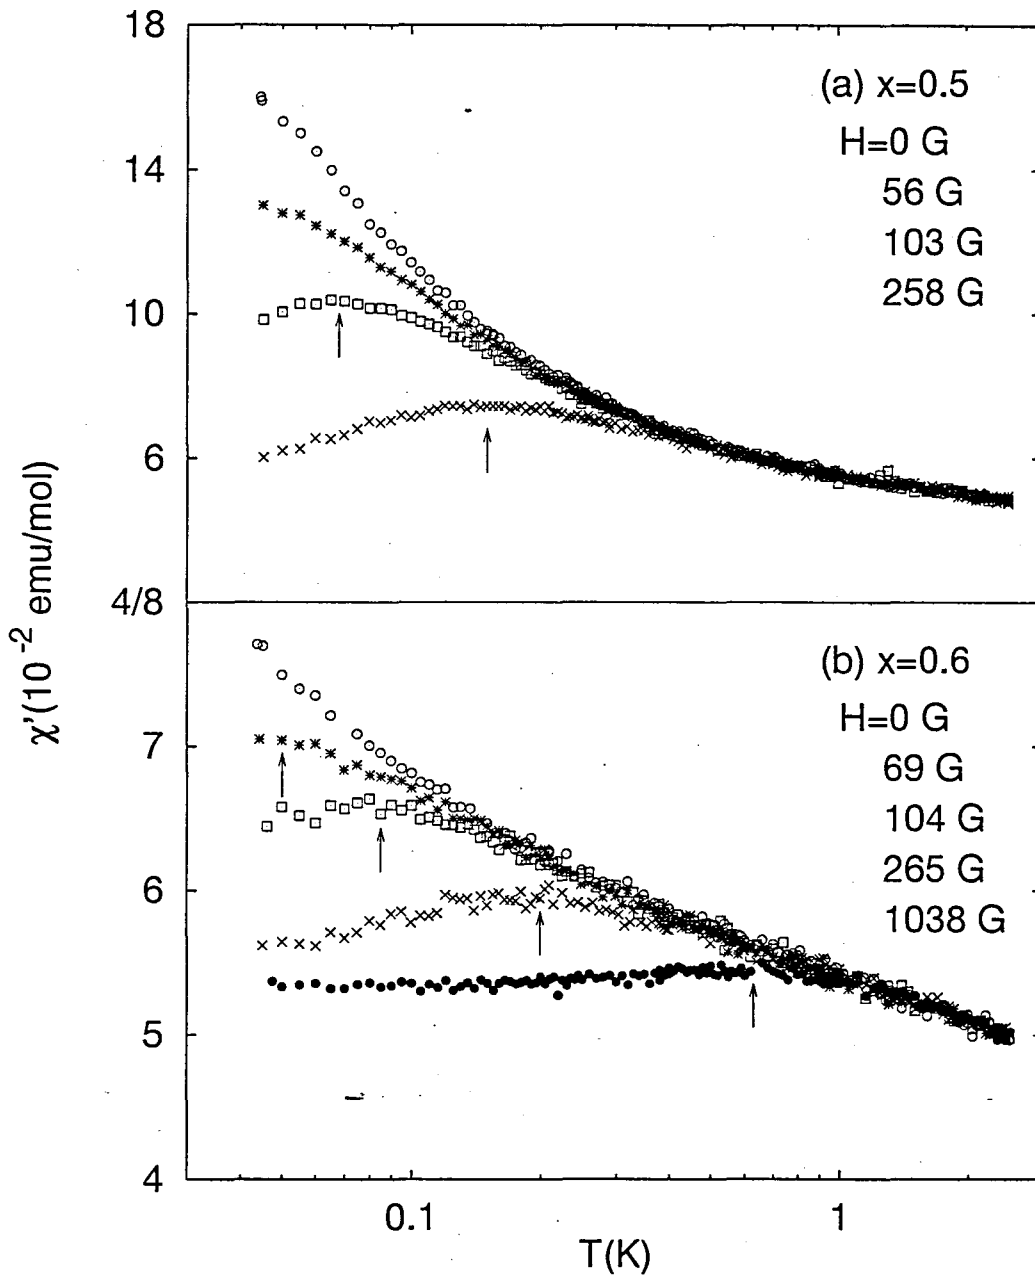 18
(a) x=0.5
H=0 G
56 G
14
103 G
258 G
10
6
χ'(10⁻² emu/mol)
4/8
(b) x=0.6
H=0 G
7
69 G
104 G
6
265 G
1038 G
5
4
0.1
1
T(K)